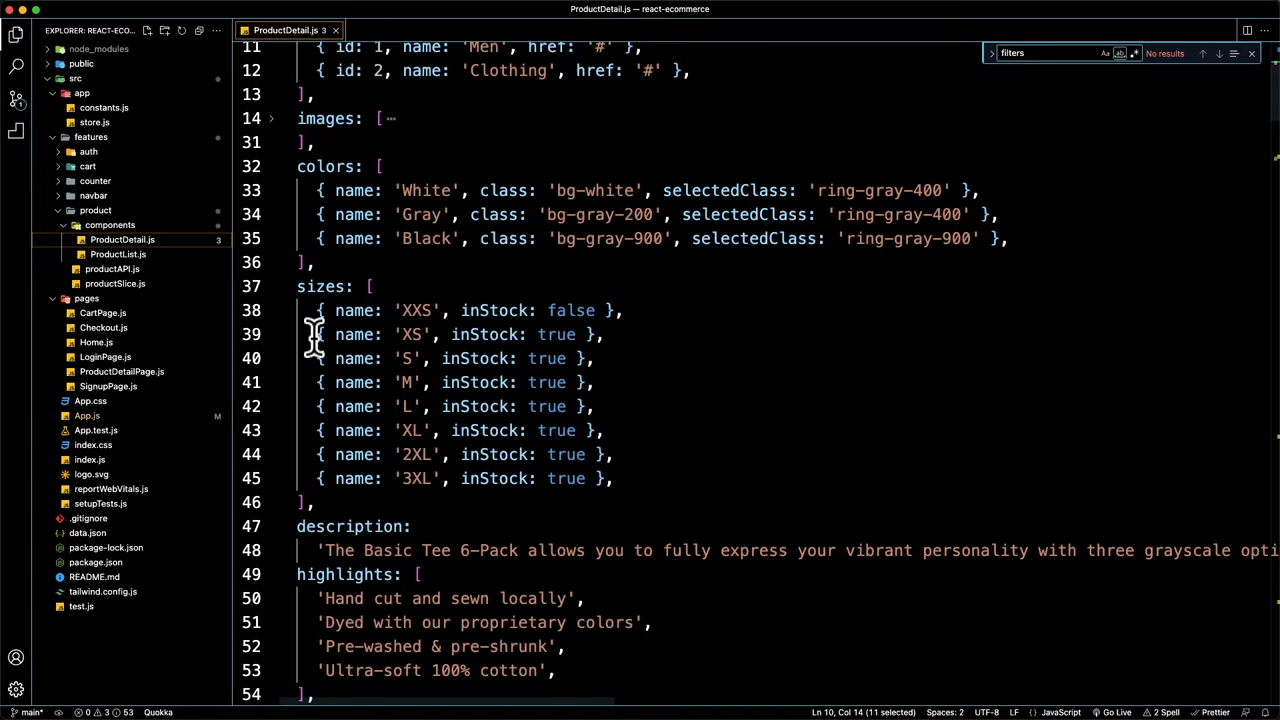 ProductDetail.js — react-ecommerce
EXPLORER: REACT-EC...
node_modules
public
src
app
constants.js
store.js
features
auth
cart
counter
navbar
product
components
ProductDetail.js 3
ProductList.js
productAPI.js
productSlice.js
pages
CartPage.js
Checkout.js
Home.js
LoginPage.js
ProductDetailPage.js
SignupPage.js
App.css
App.js M
App.test.js
index.css
index.js
logo.svg
reportWebVitals.js
setupTests.js
.gitignore
data.json
package-lock.json
package.json
README.md
tailwind.config.js
test.js
ProductDetail.js 3
filters Aa ab No results
11 { id: 1, name: 'Men', href: '#' },
12 { id: 2, name: 'Clothing', href: '#' },
13 ],
14 images: [
31 ],
32 colors: [
33 { name: 'White', class: 'bg-white', selectedClass: 'ring-gray-400' },
34 { name: 'Gray', class: 'bg-gray-200', selectedClass: 'ring-gray-400' },
35 { name: 'Black', class: 'bg-gray-900', selectedClass: 'ring-gray-900' },
36 ],
37 sizes: [
38 { name: 'XXS', inStock: false },
39 { name: 'XS', inStock: true },
40 { name: 'S', inStock: true },
41 { name: 'M', inStock: true },
42 { name: 'L', inStock: true },
43 { name: 'XL', inStock: true },
44 { name: '2XL', inStock: true },
45 { name: '3XL', inStock: true },
46 ],
47 description:
48 'The Basic Tee 6-Pack allows you to fully express your vibrant personality with three grayscale opti
49 highlights: [
50 'Hand cut and sewn locally',
51 'Dyed with our proprietary colors',
52 'Pre-washed & pre-shrunk',
53 'Ultra-soft 100% cotton',
54 ],
main* 0 3 53 Quokka Ln 10, Col 14 (11 selected) Spaces: 2 UTF-8 LF JavaScript Go Live 2 Spell Prettier